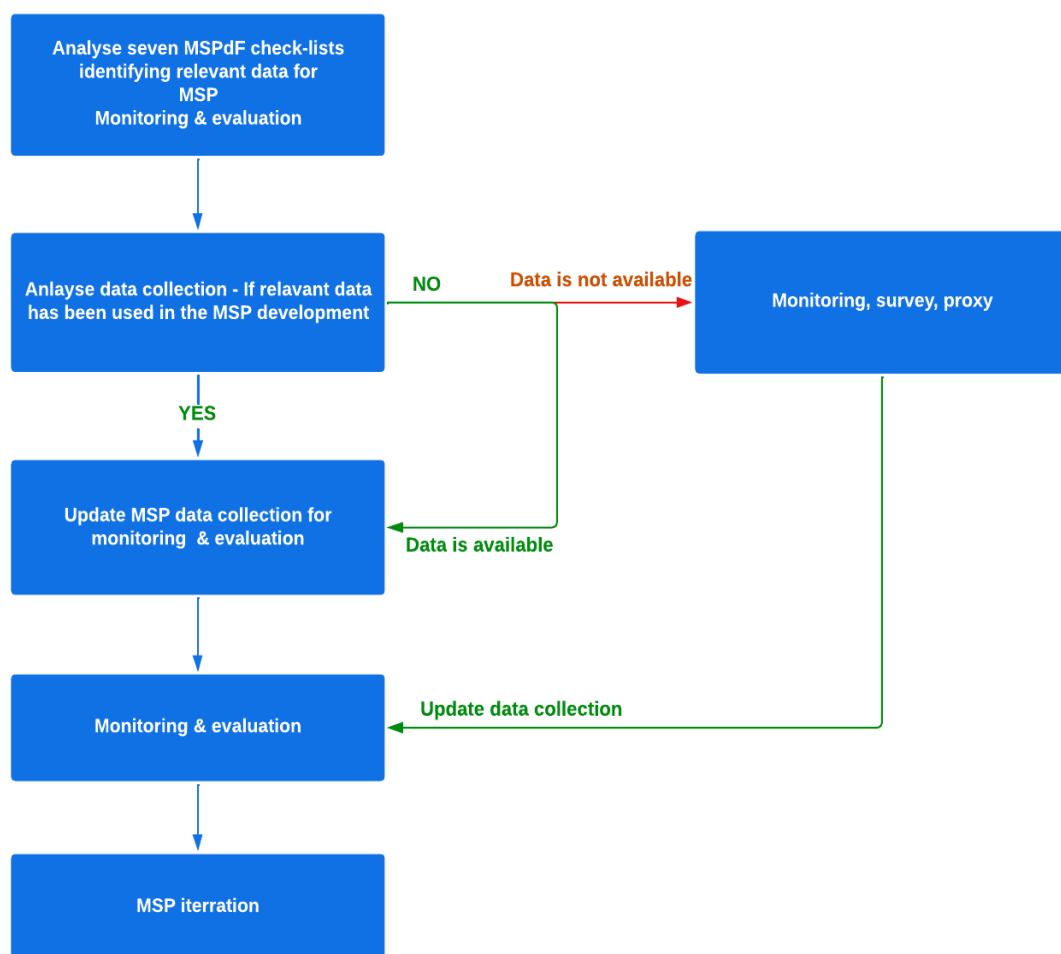 Analyse seven MSPdF check-lists
identifying relevant data for
MSP
Monitoring & evaluation
Anlayse data collection - If relavant data
has been used in the MSP development
NO
Data is not available
Monitoring, survey, proxy
YES
Update MSP data collection for
monitoring & evaluation
Data is available
Monitoring & evaluation
Update data collection
MSP iterration